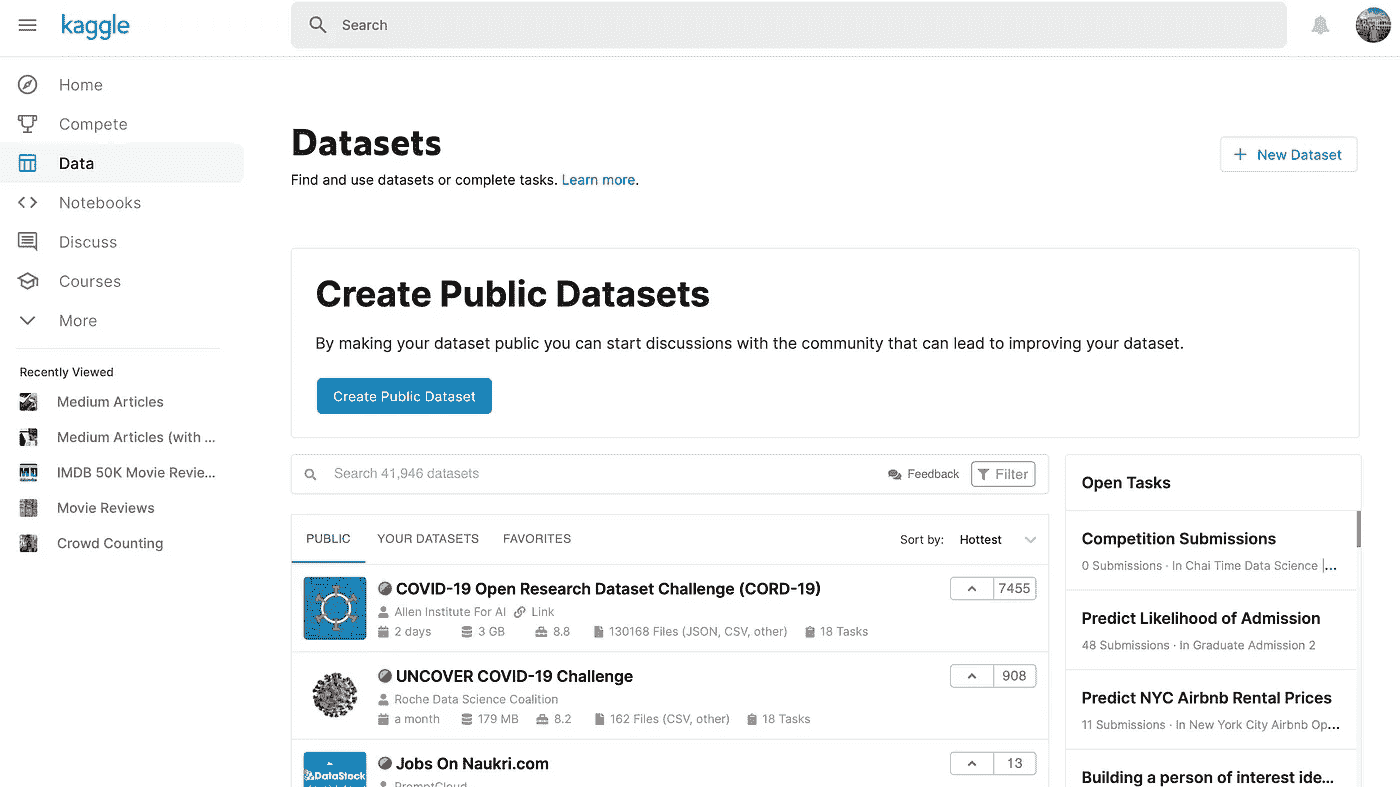 kaggle
Search
Home
Compete
Data
Notebooks
Discuss
Courses
More
Recently Viewed
Medium Articles
Medium Articles (with ...
IMDB 50K Movie Revie...
Movie Reviews
Crowd Counting
Datasets
+ New Dataset
Find and use datasets or complete tasks. Learn more.
Create Public Datasets
By making your dataset public you can start discussions with the community that can lead to improving your dataset.
Create Public Dataset
Search 41,946 datasets
Feedback
Filter
PUBLIC YOUR DATASETS FAVORITES Sort by: Hottest
COVID-19 Open Research Dataset Challenge (CORD-19)
7455
Allen Institute For AI Link
2 days 3 GB 8.8 130168 Files (JSON, CSV, other) 18 Tasks
UNCOVER COVID-19 Challenge
908
Roche Data Science Coalition
a month 179 MB 8.2 162 Files (CSV, other) 18 Tasks
DataStock
Jobs On Naukri.com
13
PromptCloud
Open Tasks
Competition Submissions
0 Submissions · In Chai Time Data Science |...
Predict Likelihood of Admission
48 Submissions · In Graduate Admission 2
Predict NYC Airbnb Rental Prices
11 Submissions · In New York City Airbnb Op...
Building a person of interest ide...